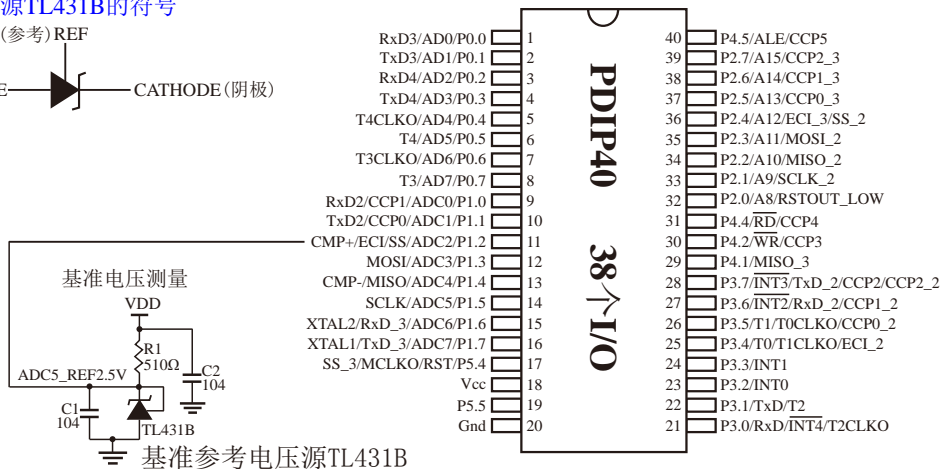 源TL431B的符号
(参考)REF
E
CATHODE(阴极)
基准电压测量
VDD
R1
510Ω
C2
104
ADC5_REF2.5V
C1
104
TL431B
基准参考电压源TL431B
PDIP40
38个I/O
RxD3/AD0/P0.0 1
TxD3/AD1/P0.1 2
RxD4/AD2/P0.2 3
TxD4/AD3/P0.3 4
T4CLKO/AD4/P0.4 5
T4/AD5/P0.5 6
T3CLKO/AD6/P0.6 7
T3/AD7/P0.7 8
RxD2/CCP1/ADC0/P1.0 9
TxD2/CCP0/ADC1/P1.1 10
CMP+/ECI/SS/ADC2/P1.2 11
MOSI/ADC3/P1.3 12
CMP-/MISO/ADC4/P1.4 13
SCLK/ADC5/P1.5 14
XTAL2/RxD_3/ADC6/P1.6 15
XTAL1/TxD_3/ADC7/P1.7 16
SS_3/MCLKO/RST/P5.4 17
Vcc 18
P5.5 19
Gnd 20
40 P4.5/ALE/CCP5
39 P2.7/A15/CCP2_3
38 P2.6/A14/CCP1_3
37 P2.5/A13/CCP0_3
36 P2.4/A12/ECI_3/SS_2
35 P2.3/A11/MOSI_2
34 P2.2/A10/MISO_2
33 P2.1/A9/SCLK_2
32 P2.0/A8/RSTOUT_LOW
31 P4.4/RD/CCP4
30 P4.2/WR/CCP3
29 P4.1/MISO_3
28 P3.7/INT3/TxD_2/CCP2/CCP2_2
27 P3.6/INT2/RxD_2/CCP1_2
26 P3.5/T1/T0CLKO/CCP0_2
25 P3.4/T0/T1CLKO/ECI_2
24 P3.3/INT1
23 P3.2/INT0
22 P3.1/TxD/T2
21 P3.0/RxD/INT4/T2CLKO